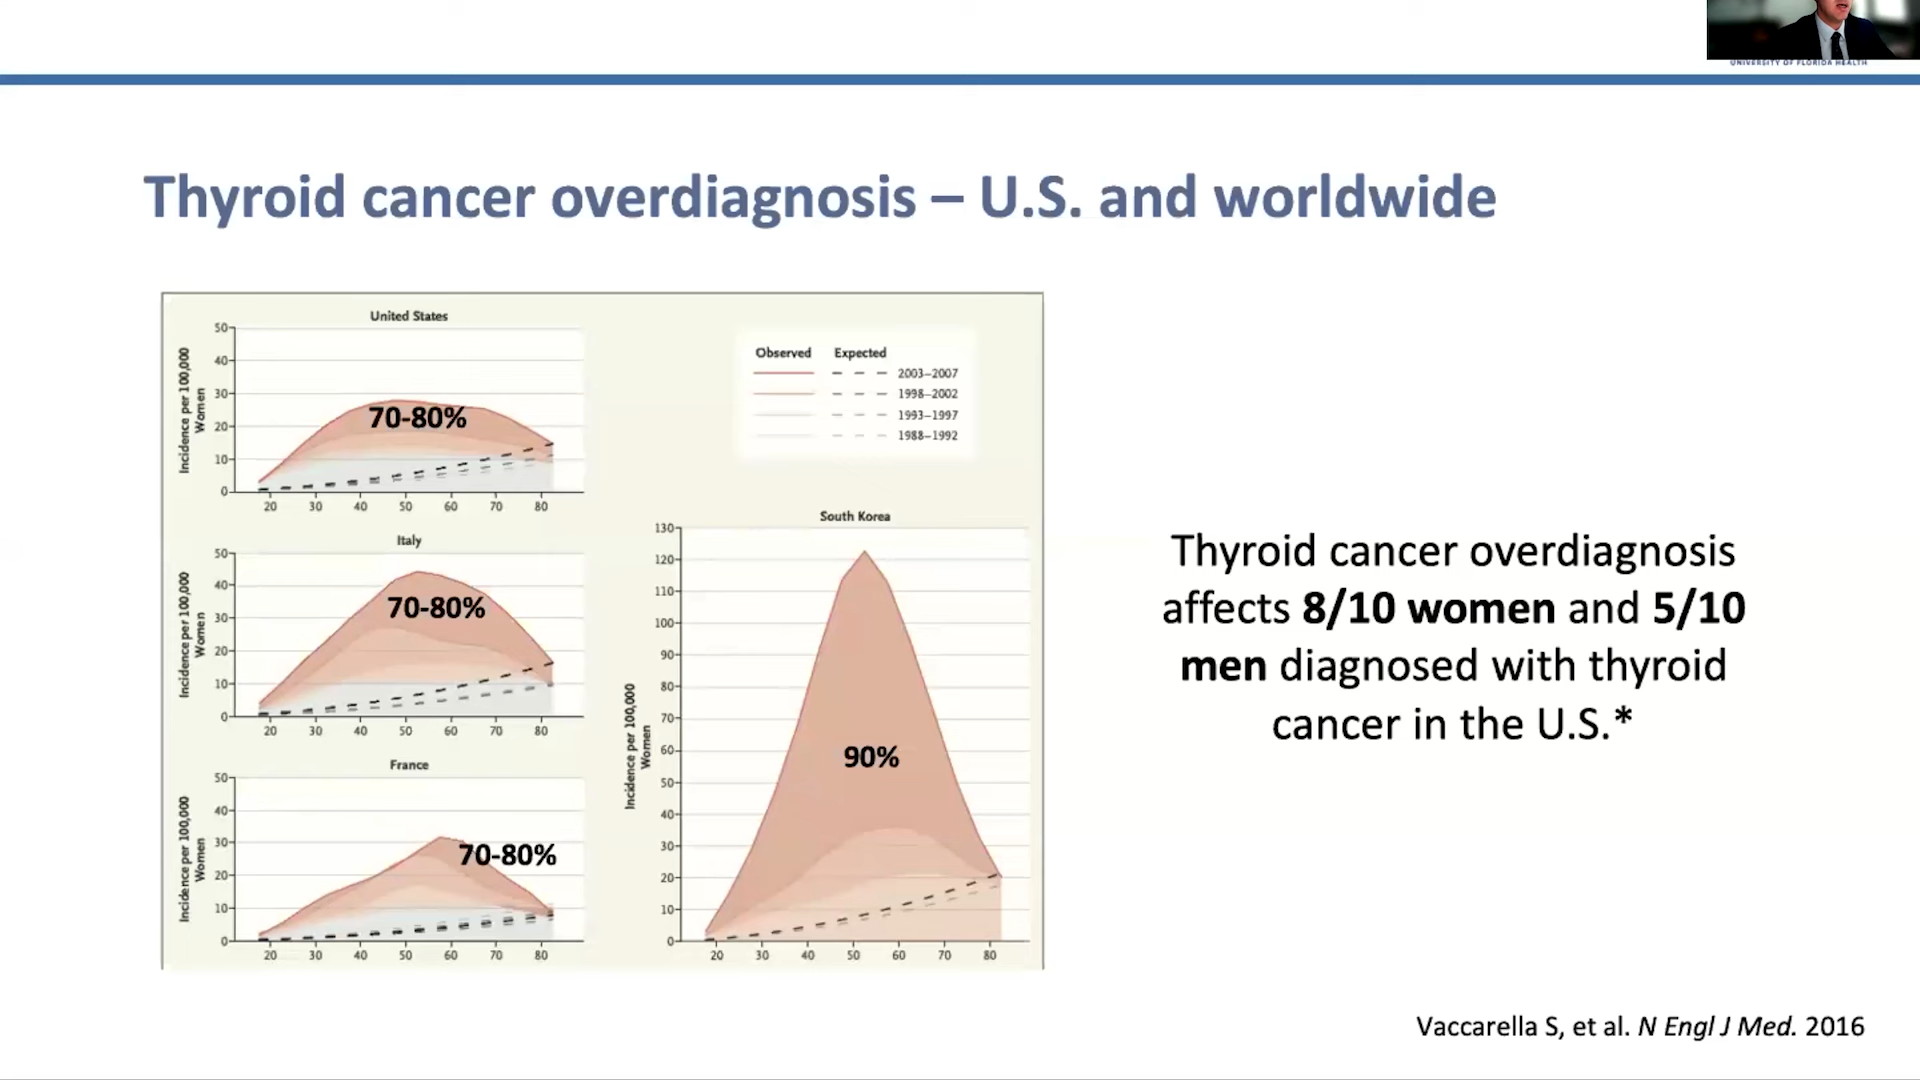 UNIVERSITY OF FLORIDA HEALTH
Thyroid cancer overdiagnosis – U.S. and worldwide
United States
Incidence per 100,000
Women
50
40
30
20
10
0
70-80%
20 30 40 50 60 70 80
Observed Expected
2003–2007
1998–2002
1993–1997
1988–1992
Italy
Incidence per 100,000
Women
50
40
30
20
10
0
70-80%
20 30 40 50 60 70 80
France
Incidence per 100,000
Women
50
40
30
20
10
0
70-80%
20 30 40 50 60 70 80
South Korea
Incidence per 100,000
Women
130
120
110
100
90
80
70
60
50
40
30
20
10
0
90%
20 30 40 50 60 70 80
Thyroid cancer overdiagnosis
affects 8/10 women and 5/10
men diagnosed with thyroid
cancer in the U.S.*
Vaccarella S, et al. N Engl J Med. 2016